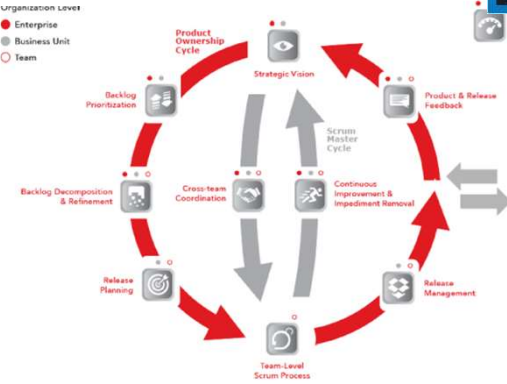 Organization Level
Enterprise
Business Unit
Team
Product
Ownership
Cycle
Strategic Vision
Backlog
Prioritization
Product & Release
Feedback
Scrum
Master
Cycle
Backlog Decomposition
& Refinement
Cross-team
Coordination
Continuous
Improvement &
Impediment Removal
Release
Planning
Release
Management
Team-Level
Scrum Process